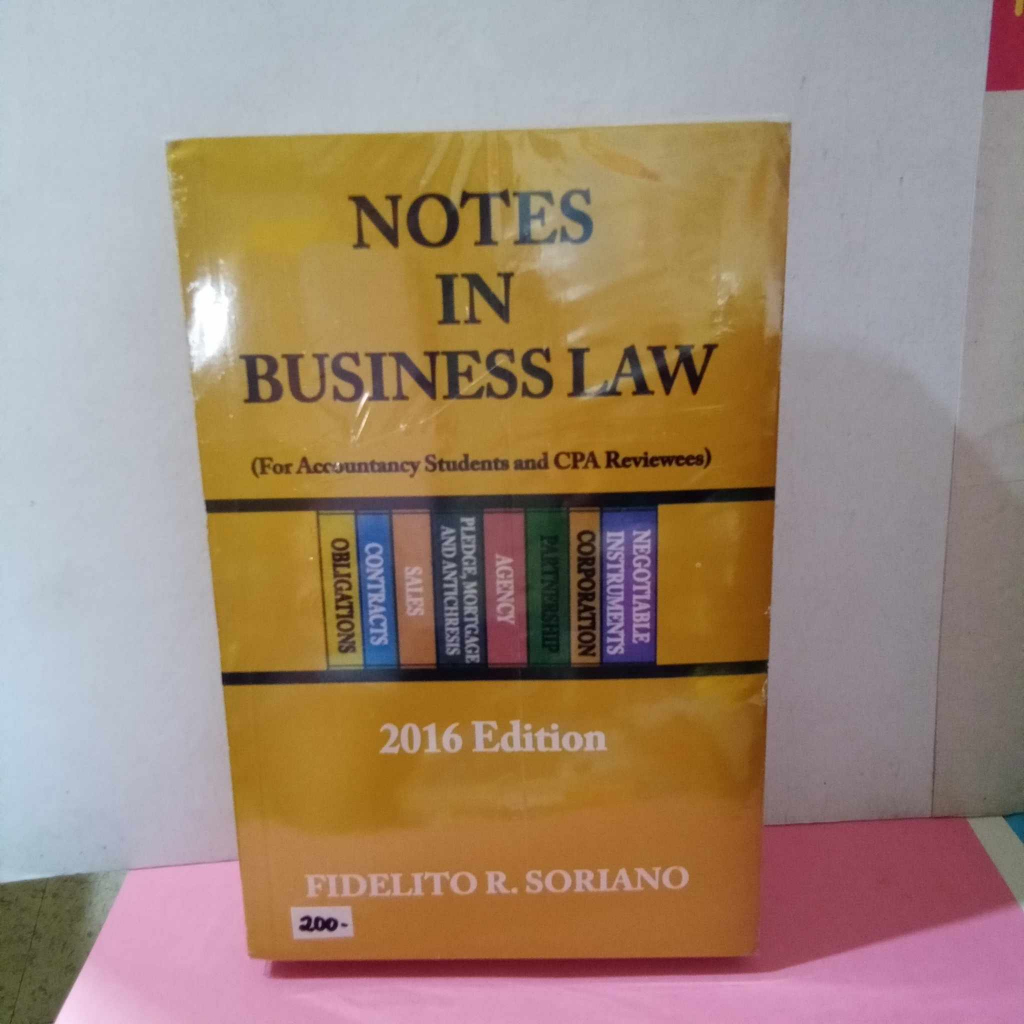 NOTES
IN
BUSINESS LAW
(For Accountancy Students and CPA Reviewees)
OBLIGATIONS
CONTRACTS
SALES
PLEDGE, MORTGAGE
AND ANTICHRESIS
AGENCY
PARTNERSHIP
CORPORATION
NEGOTIABLE
INSTRUMENTS
2016 Edition
FIDELITO R. SORIANO
200-